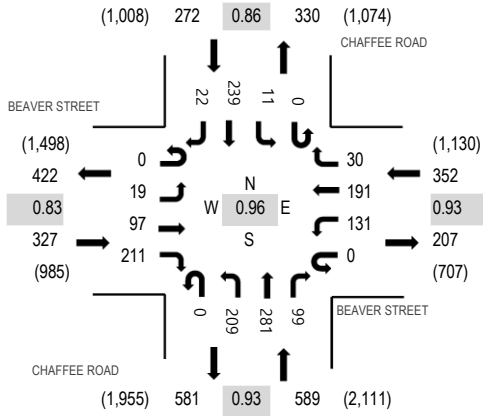 (1,008) 272 0.86 330 (1,074)
CHAFFEE ROAD
22 239 11 0
BEAVER STREET
(1,498)
422
0.83
327
(985)
0
19
97
211
N
W 0.96 E
S
30
191
131
0
(1,130)
352
0.93
207
(707)
0 209 281 99
BEAVER STREET
CHAFFEE ROAD
(1,955) 581 0.93 589 (2,111)